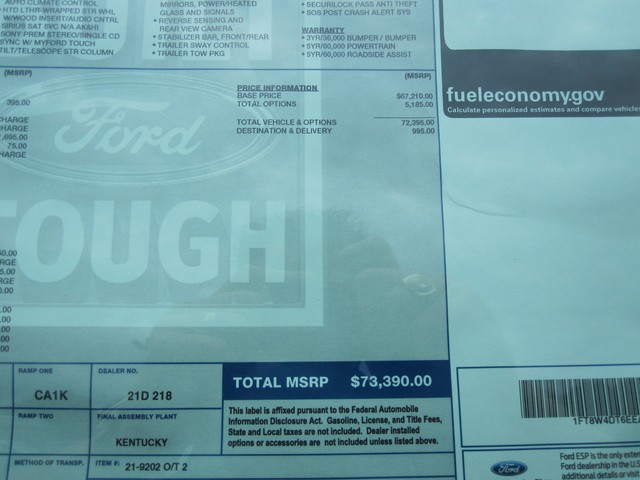 AUTO CLIMATE CONTROL
HTD LTHR-WRAPPED STR WHL
W/WOOD INSERT/AUDIO CNTRL
SIRIUS SAT SVC N/A AK&HI
SONY PREM STEREO/SINGLE CD
SYNC W/ MYFORD TOUCH
TILT/TELESCOPE STR COLUMN
MIRRORS, POWER/HEATED
GLASS AND SIGNALS
• REVERSE SENSING AND
REAR VIEW CAMERA
• STABILIZER BAR, FRONT/REAR
• TRAILER SWAY CONTROL
• TRAILER TOW PKG
• SECURILOCK PASS ANTI THEFT
• SOS POST CRASH ALERT SYS
WARRANTY
• 3YR/36,000 BUMPER / BUMPER
• 5YR/60,000 POWERTRAIN
• 5YR/60,000 ROADSIDE ASSIST
(MSRP)
(MSRP)
PRICE INFORMATION
BASE PRICE $67,210.00
TOTAL OPTIONS 5,185.00
TOTAL VEHICLE & OPTIONS 72,395.00
DESTINATION & DELIVERY 995.00
395.00
CHARGE
CHARGE
,695.00
75.00
CHARGE
Ford
TOUGH
fueleconomy.gov
Calculate personalized estimates and compare vehicles
RAMP ONE
CA1K
DEALER NO.
21D 218
TOTAL MSRP $73,390.00
RAMP TWO
FINAL ASSEMBLY PLANT
KENTUCKY
This label is affixed pursuant to the Federal Automobile
Information Disclosure Act. Gasoline, License, and Title Fees,
State and Local taxes are not included. Dealer installed
options or accessories are not included unless listed above.
METHOD OF TRANSP.
ITEM #:
21-9202 O/T 2
1FT8W4DT6EE
Ford
Ford ESP is the only exten
Ford dealership in the U.S
additional details or visit